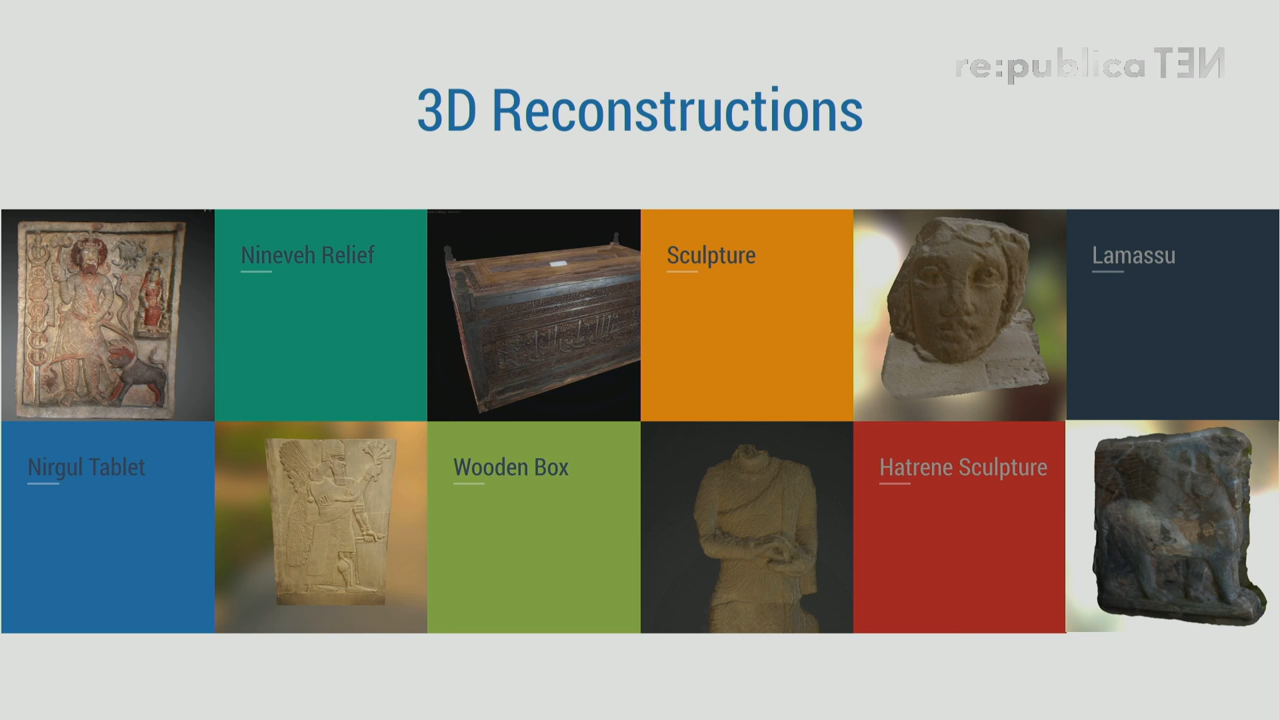 re:publica TEN
3D Reconstructions
Nineveh Relief
Sculpture
Lamassu
Nirgul Tablet
Wooden Box
Hatrene Sculpture